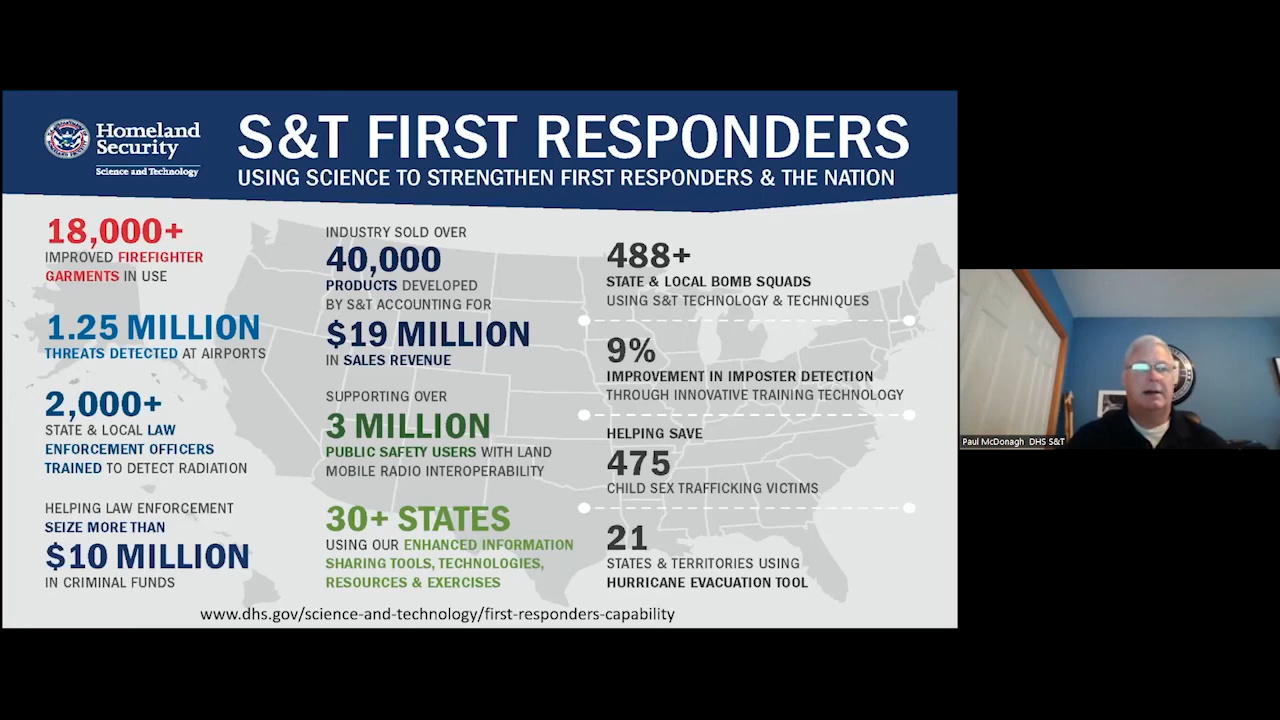 Homeland
Security
Science and Technology
S&T FIRST RESPONDERS
USING SCIENCE TO STRENGTHEN FIRST RESPONDERS & THE NATION
18,000+
IMPROVED FIREFIGHTER
GARMENTS IN USE
1.25 MILLION
THREATS DETECTED AT AIRPORTS
2,000+
STATE & LOCAL LAW
ENFORCEMENT OFFICERS
TRAINED TO DETECT RADIATION
HELPING LAW ENFORCEMENT
SEIZE MORE THAN
$10 MILLION
IN CRIMINAL FUNDS
INDUSTRY SOLD OVER
40,000
PRODUCTS DEVELOPED
BY S&T ACCOUNTING FOR
$19 MILLION
IN SALES REVENUE
SUPPORTING OVER
3 MILLION
PUBLIC SAFETY USERS WITH LAND
MOBILE RADIO INTEROPERABILITY
30+ STATES
USING OUR ENHANCED INFORMATION
SHARING TOOLS, TECHNOLOGIES,
RESOURCES & EXERCISES
488+
STATE & LOCAL BOMB SQUADS
USING S&T TECHNOLOGY & TECHNIQUES
9%
IMPROVEMENT IN IMPOSTER DETECTION
THROUGH INNOVATIVE TRAINING TECHNOLOGY
HELPING SAVE
475
CHILD SEX TRAFFICKING VICTIMS
21
STATES & TERRITORIES USING
HURRICANE EVACUATION TOOL
www.dhs.gov/science-and-technology/first-responders-capability
Paul McDonagh DHS S&T